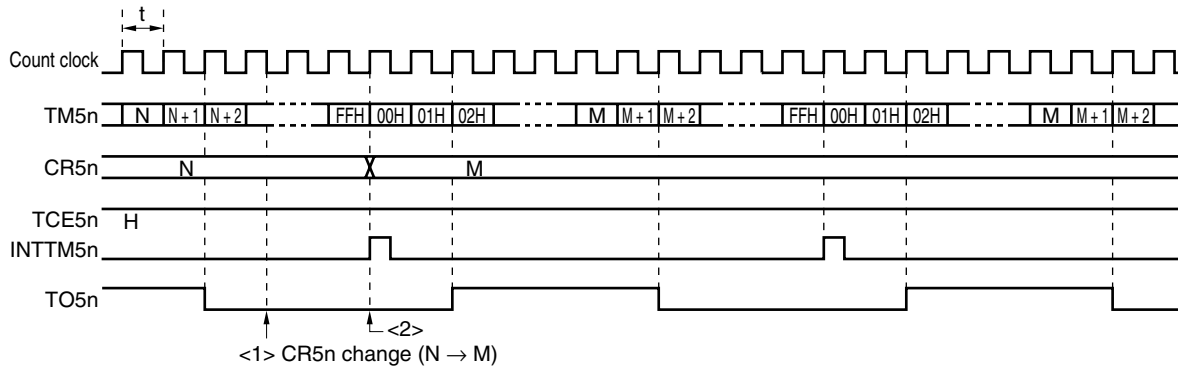 t
Count clock
TM5n N N + 1 N + 2 FFH 00H 01H 02H M M + 1 M + 2 FFH 00H 01H 02H M M + 1 M + 2
CR5n N M
TCE5n H
INTTM5n
TO5n
<2>
<1> CR5n change (N → M)